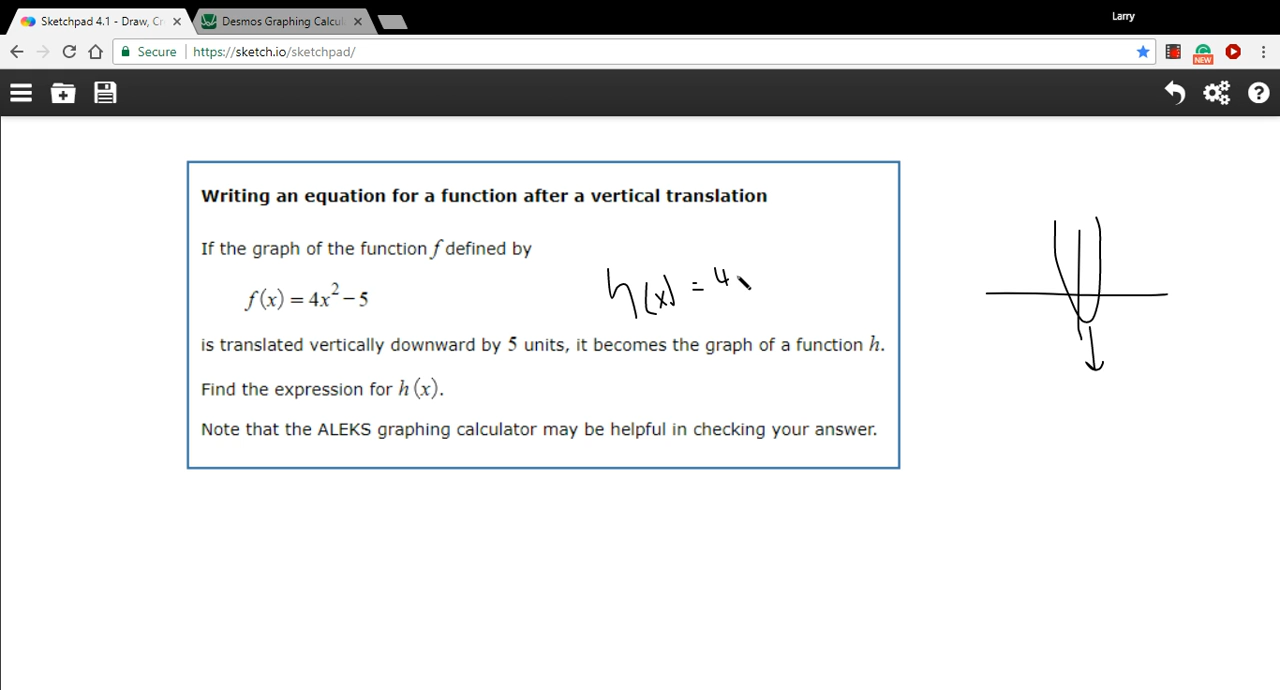 Larry
Sketchpad 4.1 - Draw, Cr
Desmos Graphing Calcul
Secure
https://sketch.io/sketchpad/
NEW
Writing an equation for a function after a vertical translation
If the graph of the function f defined by
f(x) = 4x² − 5
h(x) = 4x
is translated vertically downward by 5 units, it becomes the graph of a function h.
Find the expression for h(x).
Note that the ALEKS graphing calculator may be helpful in checking your answer.